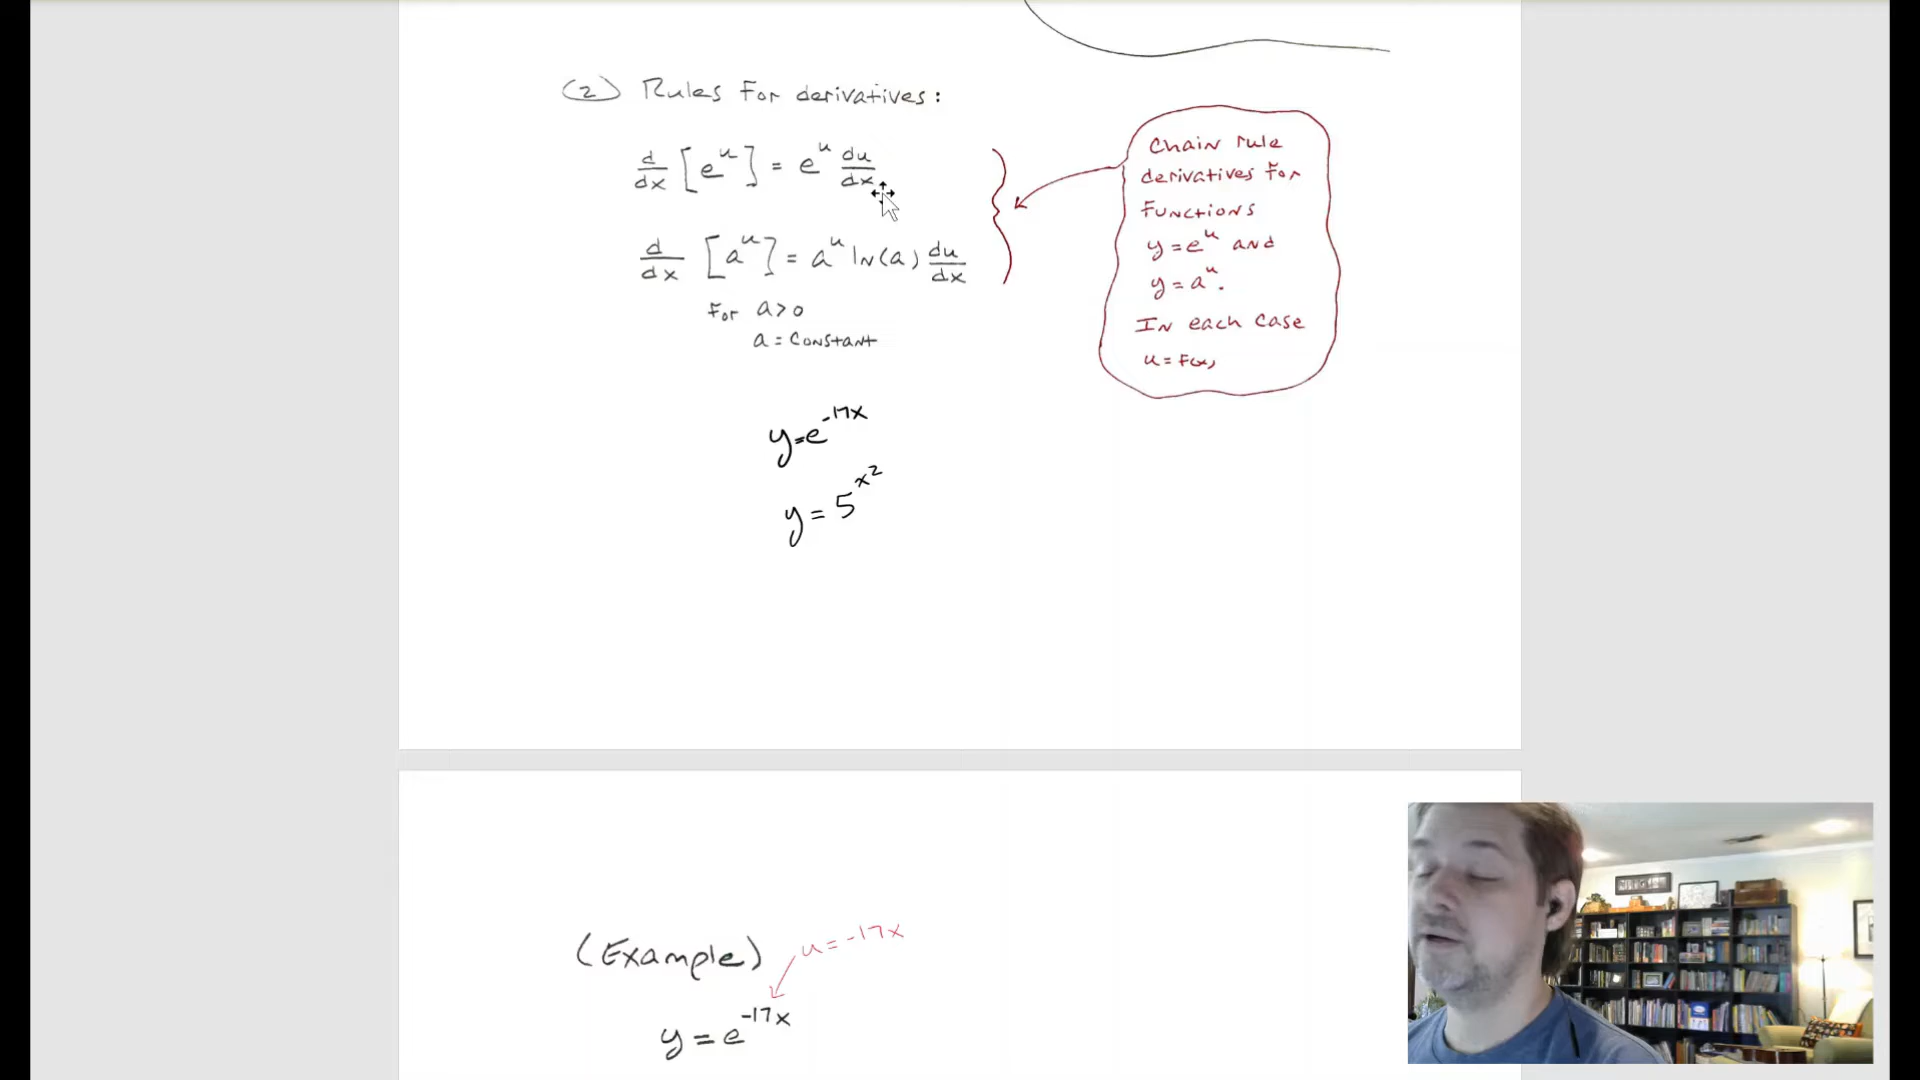 (2) Rules For derivatives:
d/dx [e^u] = e^u du/dx
d/dx [a^u] = a^u ln(a) du/dx
For a>0
a = constant
Chain rule
derivatives for
Functions
y = e^u and
y = a^u.
In each case
u = F(x)
y = e^-17x
y = 5^x^2
(Example)
u = -17x
y = e^-17x